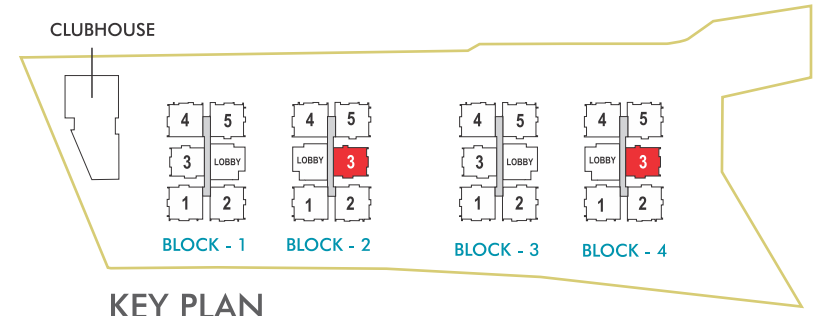 CLUBHOUSE
4 5 4 5 4 5 4 5
3 LOBBY LOBBY 3 3 LOBBY LOBBY 3
1 2 1 2 1 2 1 2
BLOCK - 1 BLOCK - 2 BLOCK - 3 BLOCK - 4
KEY PLAN